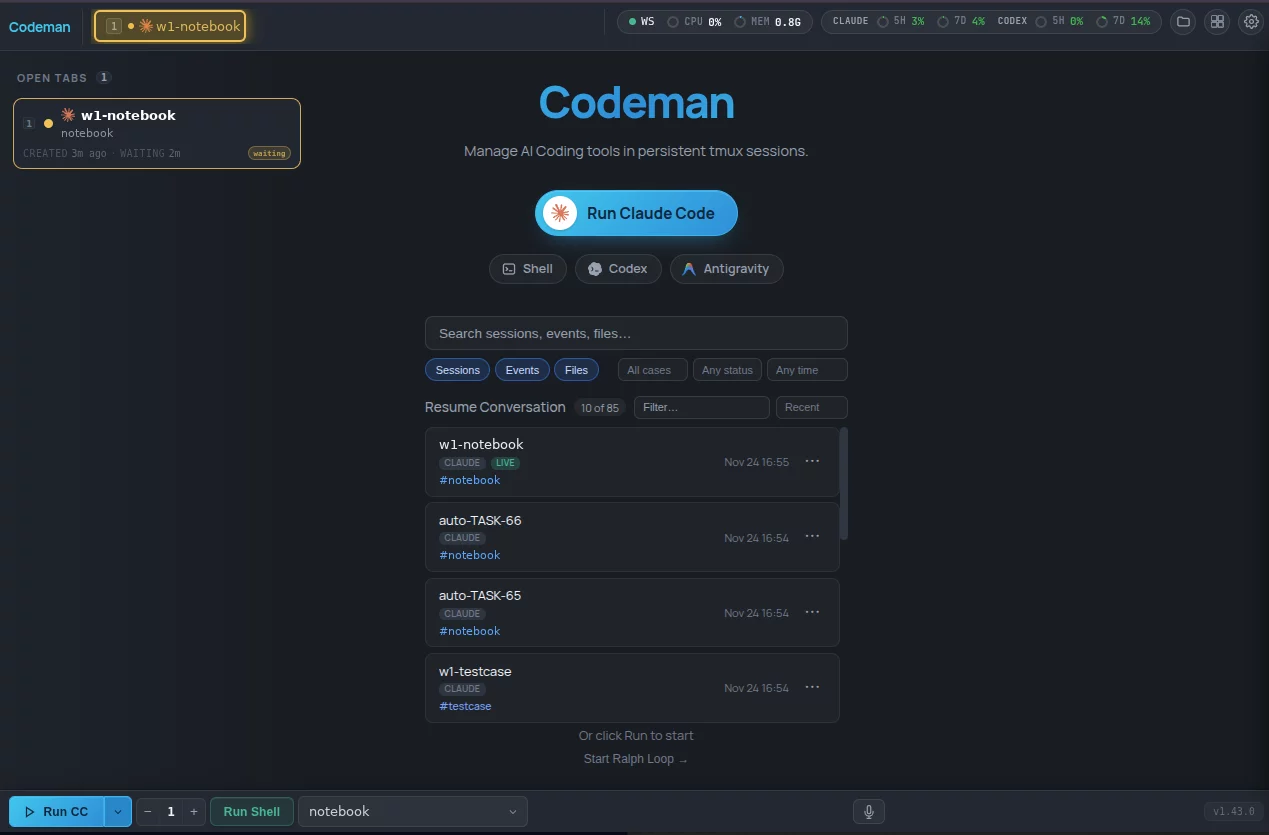 Codeman
1 w1-notebook
WS CPU 0% MEM 0.8G
CLAUDE 5H 3% 7D 4% CODEX 5H 0% 7D 14%
OPEN TABS 1
1 w1-notebook
notebook
CREATED 3m ago · WAITING 2m waiting
Codeman
Manage AI Coding tools in persistent tmux sessions.
Run Claude Code
Shell Codex Antigravity
Search sessions, events, files…
Sessions Events Files All cases Any status Any time
Resume Conversation 10 of 85 Filter… Recent
w1-notebook
CLAUDE LIVE Nov 24 16:55 ···
#notebook
auto-TASK-66
CLAUDE Nov 24 16:54 ···
#notebook
auto-TASK-65
CLAUDE Nov 24 16:54 ···
#notebook
w1-testcase
CLAUDE Nov 24 16:54 ···
#testcase
Or click Run to start
Start Ralph Loop →
Run CC − 1 + Run Shell notebook v1.43.0